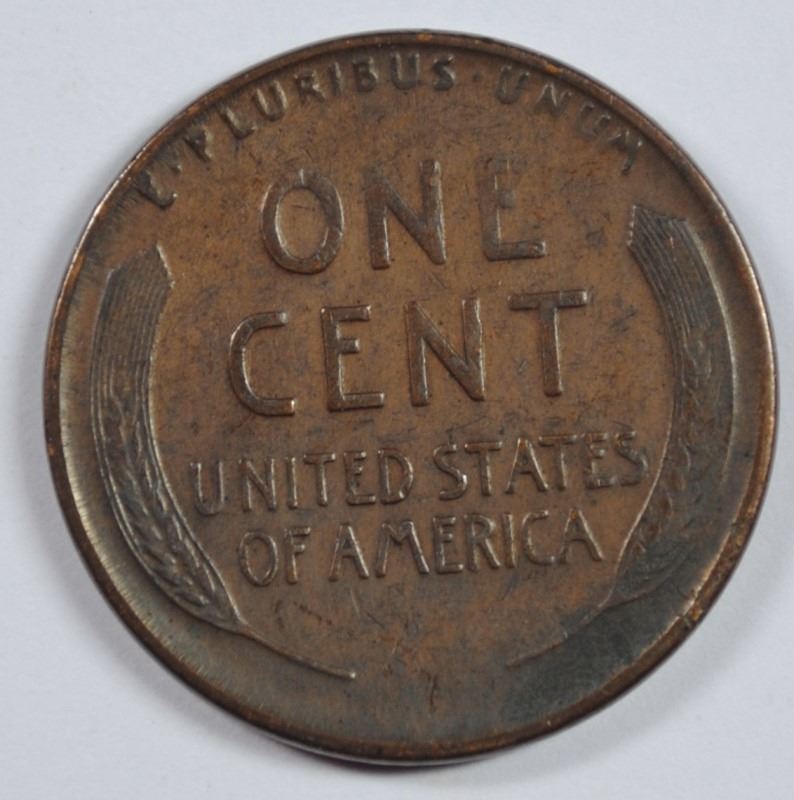 E·PLURIBUS·UNUM
ONE
CENT
UNITED STATES
OF AMERICA